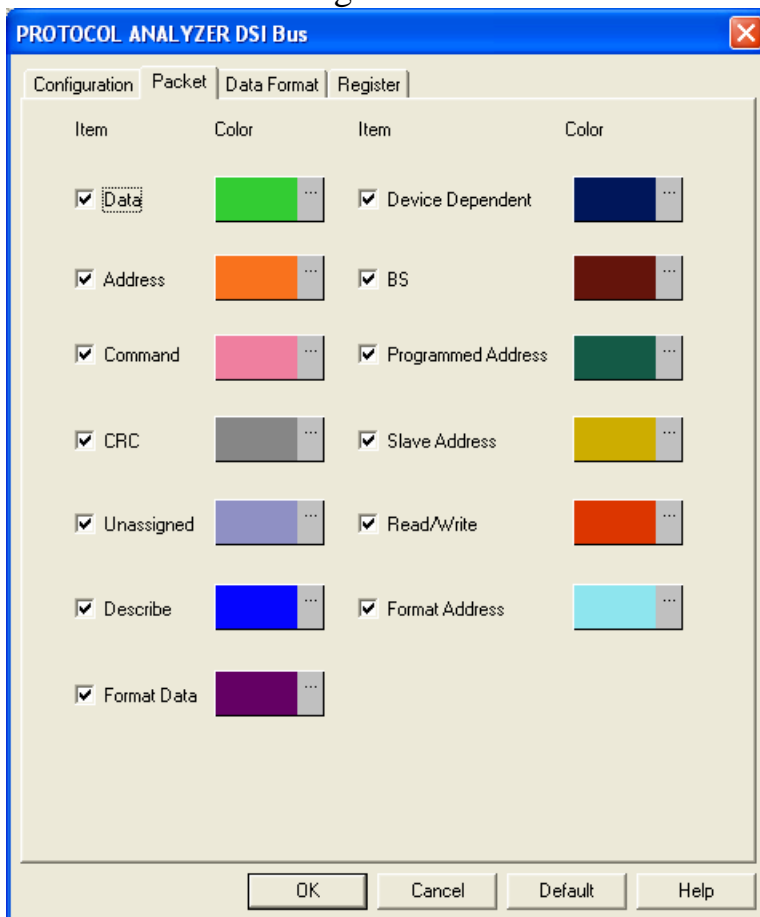 PROTOCOL ANALYZER DSI Bus
Configuration Packet Data Format Register
Item Color Item Color
Data ... Device Dependent ...
Address ... BS ...
Command ... Programmed Address ...
CRC ... Slave Address ...
Unassigned ... Read/Write ...
Describe ... Format Address ...
Format Data ...
OK Cancel Default Help